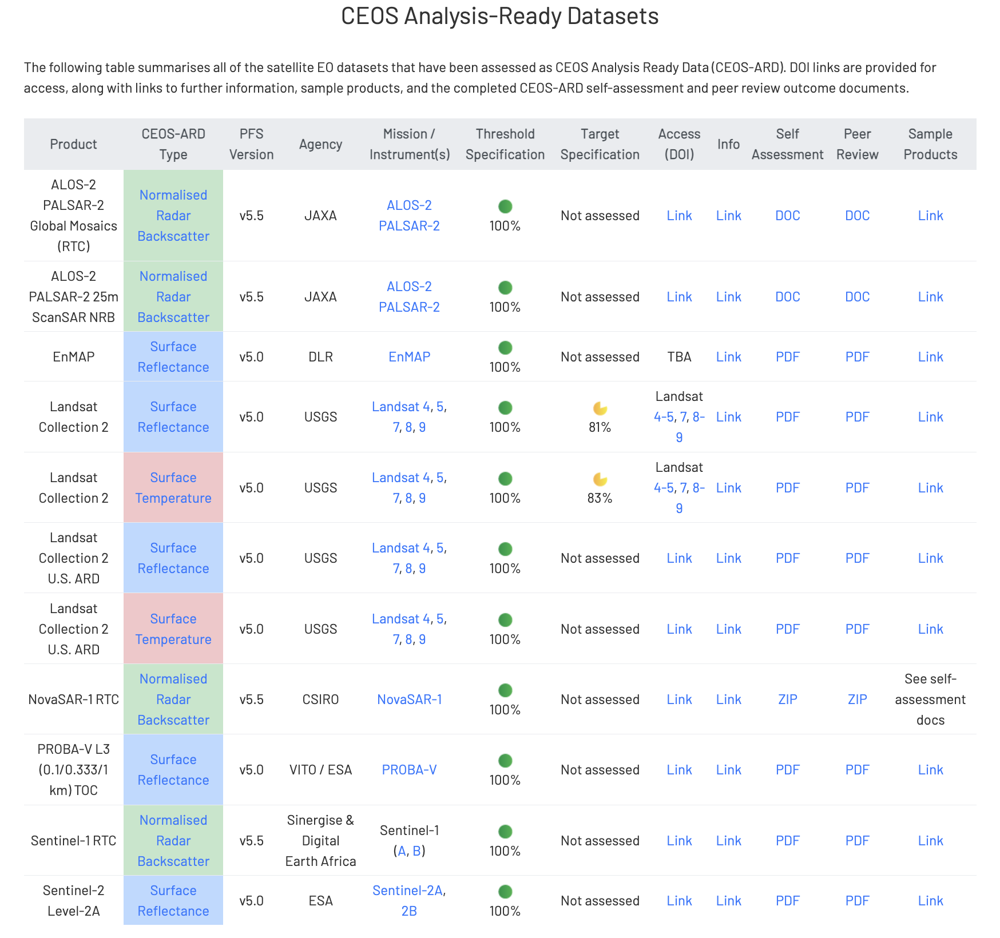 CEOS Analysis-Ready Datasets
The following table summarises all of the satellite EO datasets that have been assessed as CEOS Analysis Ready Data (CEOS-ARD). DOI links are provided for
access, along with links to further information, sample products, and the completed CEOS-ARD self-assessment and peer review outcome documents.
Product
CEOS-ARD
Type
PFS
Version
Agency
Mission /
Instrument(s)
Threshold
Specification
Target
Specification
Access
(DOI)
Info
Self
Assessment
Peer
Review
Sample
Products
ALOS-2
PALSAR-2
Global Mosaics
(RTC)
Normalised
Radar
Backscatter
v5.5
JAXA
ALOS-2
PALSAR-2
100%
Not assessed
Link
Link
DOC
DOC
Link
ALOS-2
PALSAR-2 25m
ScanSAR NRB
Normalised
Radar
Backscatter
v5.5
JAXA
ALOS-2
PALSAR-2
100%
Not assessed
Link
Link
DOC
DOC
Link
EnMAP
Surface
Reflectance
v5.0
DLR
EnMAP
100%
Not assessed
TBA
Link
PDF
PDF
Link
Landsat
Collection 2
Surface
Reflectance
v5.0
USGS
Landsat 4, 5,
7, 8, 9
100%
81%
Landsat
4-5, 7, 8-
9
Link
PDF
PDF
Link
Landsat
Collection 2
Surface
Temperature
v5.0
USGS
Landsat 4, 5,
7, 8, 9
100%
83%
Landsat
4-5, 7, 8-
9
Link
PDF
PDF
Link
Landsat
Collection 2
U.S. ARD
Surface
Reflectance
v5.0
USGS
Landsat 4, 5,
7, 8, 9
100%
Not assessed
Link
Link
PDF
PDF
Link
Landsat
Collection 2
U.S. ARD
Surface
Temperature
v5.0
USGS
Landsat 4, 5,
7, 8, 9
100%
Not assessed
Link
Link
PDF
PDF
Link
NovaSAR-1 RTC
Normalised
Radar
Backscatter
v5.5
CSIRO
NovaSAR-1
100%
Not assessed
Link
Link
ZIP
ZIP
See self-
assessment
docs
PROBA-V L3
(0.1/0.333/1
km) TOC
Surface
Reflectance
v5.0
VITO / ESA
PROBA-V
100%
Not assessed
Link
Link
PDF
PDF
Link
Sentinel-1 RTC
Normalised
Radar
Backscatter
v5.5
Sinergise &
Digital
Earth Africa
Sentinel-1
(A, B)
100%
Not assessed
Link
Link
PDF
PDF
Link
Sentinel-2
Level-2A
Surface
Reflectance
v5.0
ESA
Sentinel-2A,
2B
100%
Not assessed
Link
Link
PDF
PDF
Link